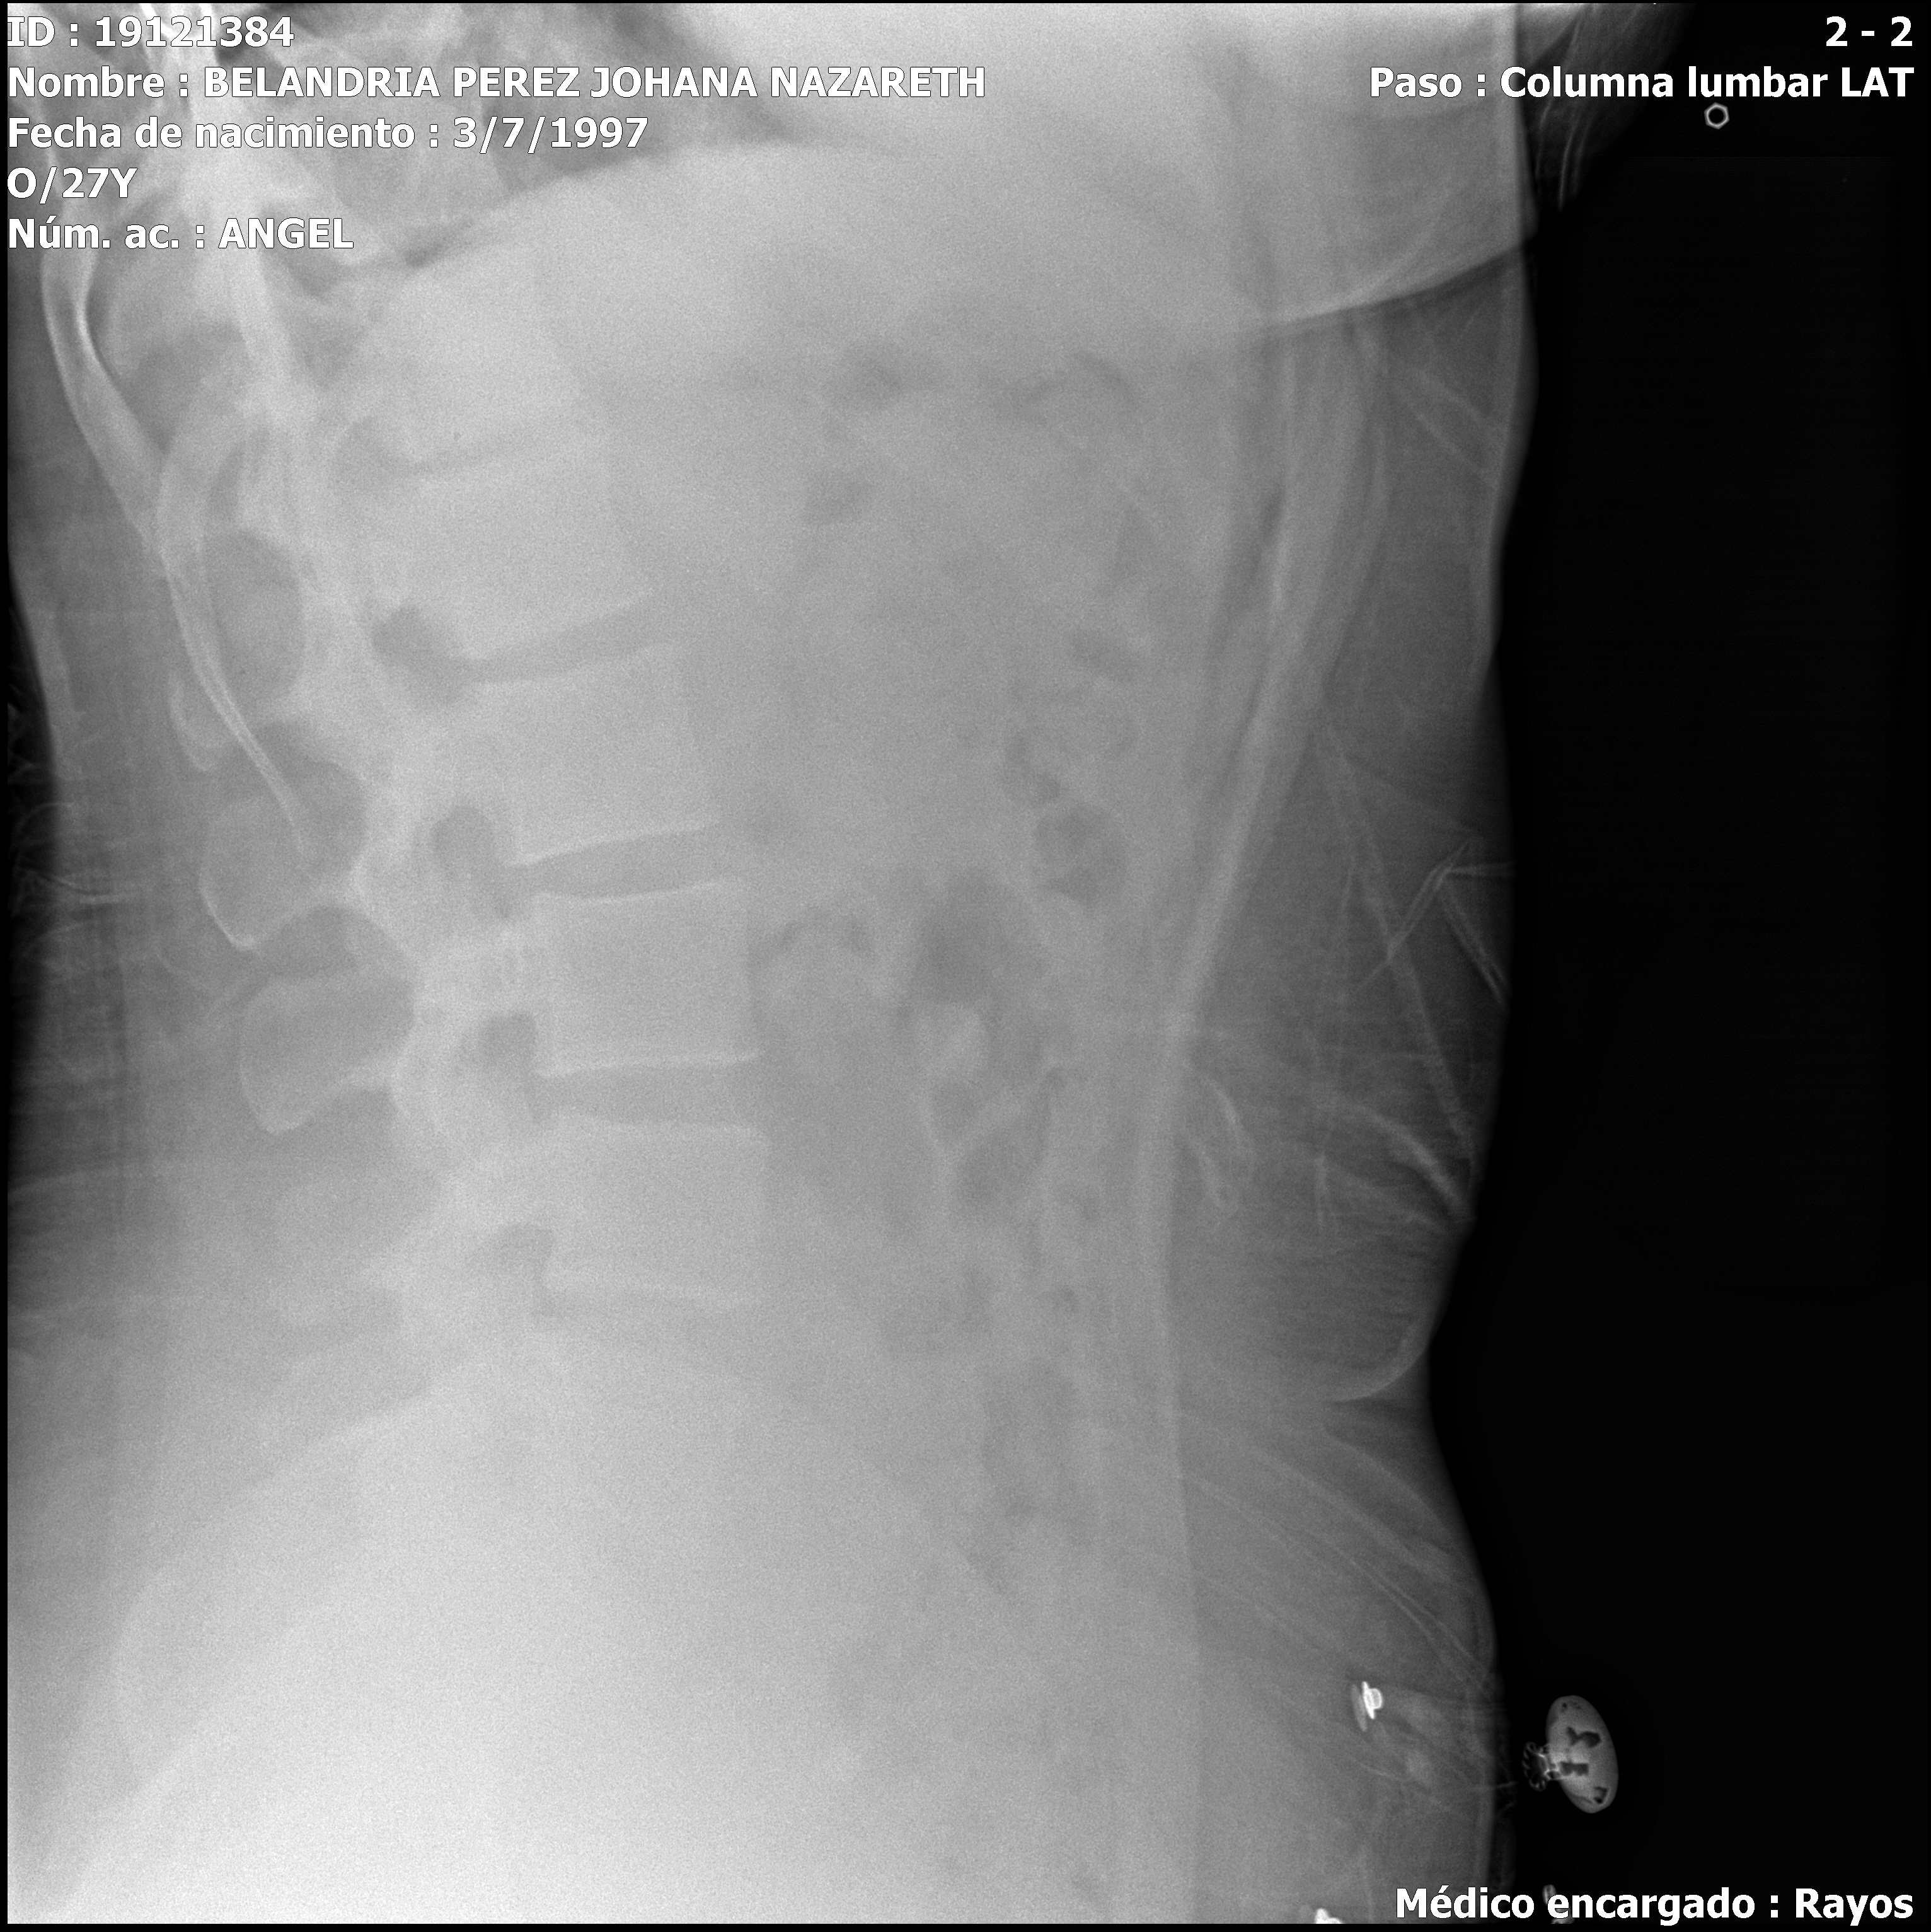 ID : 19121384
2 - 2
Nombre : BELANDRIA PEREZ JOHANA NAZARETH
Paso : Columna lumbar LAT
Fecha de nacimiento : 3/7/1997
O/27Y
Núm. ac. : ANGEL
Médico encargado : Rayos